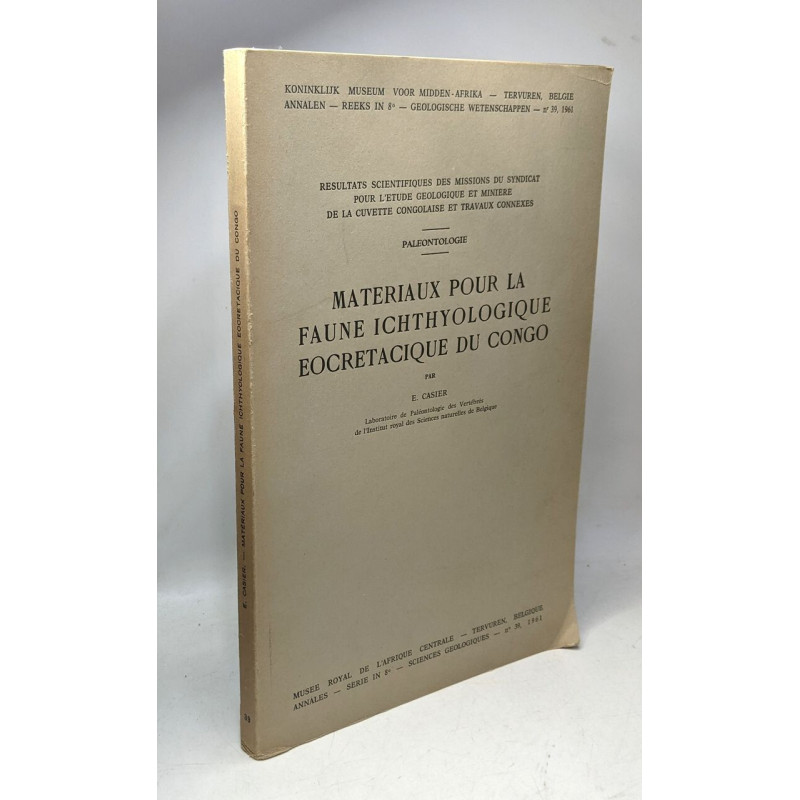 KONINKLIJK MUSEUM VOOR MIDDEN-AFRIKA — TERVUREN, BELGIE
ANNALEN — REEKS IN 8° — GEOLOGISCHE WETENSCHAPPEN — n° 39, 1961
RESULTATS SCIENTIFIQUES DES MISSIONS DU SYNDICAT
POUR L'ETUDE GEOLOGIQUE ET MINIERE
DE LA CUVETTE CONGOLAISE ET TRAVAUX CONNEXES
PALEONTOLOGIE
MATERIAUX POUR LA
FAUNE ICHTHYOLOGIQUE
EOCRETACIQUE DU CONGO
PAR
E. CASIER
Laboratoire de Paléontologie des Vertébrés
de l'Institut royal des Sciences naturelles de Belgique
MUSEE ROYAL DE L'AFRIQUE CENTRALE — TERVUREN, BELGIQUE
ANNALES — SERIE IN 8° — SCIENCES GEOLOGIQUES — n° 39, 1961
E. CASIER. — MATÉRIAUX POUR LA FAUNE ICHTHYOLOGIQUE EOCRETACIQUE DU CONGO
39